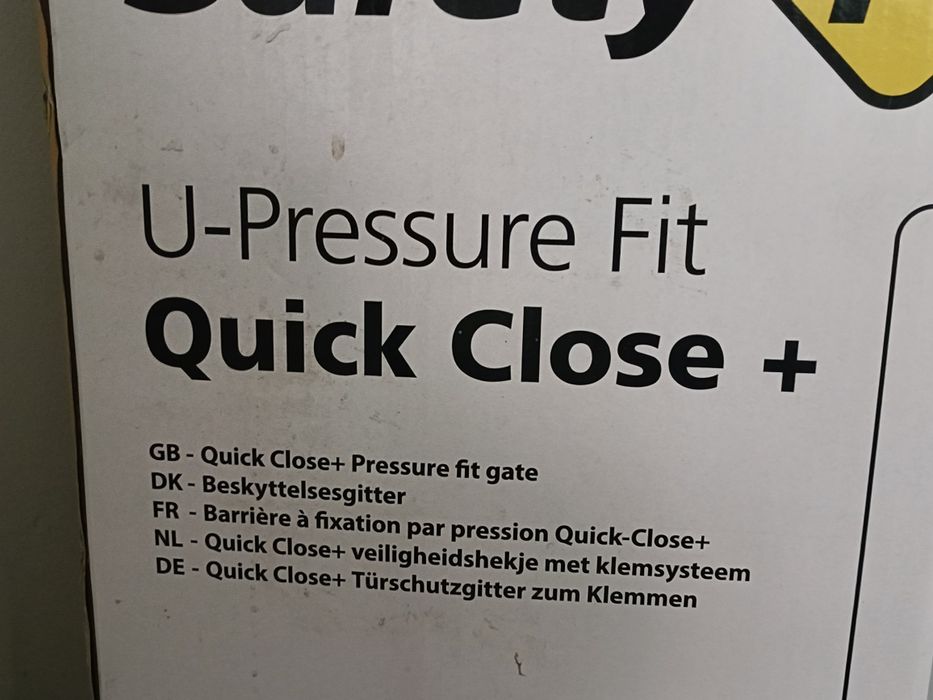 Safety
U-Pressure Fit
Quick Close +
GB - Quick Close+ Pressure fit gate
DK - Beskyttelsesgitter
FR - Barrière à fixation par pression Quick-Close+
NL - Quick Close+ veiligheidshekje met klemsysteem
DE - Quick Close+ Türschutzgitter zum Klemmen